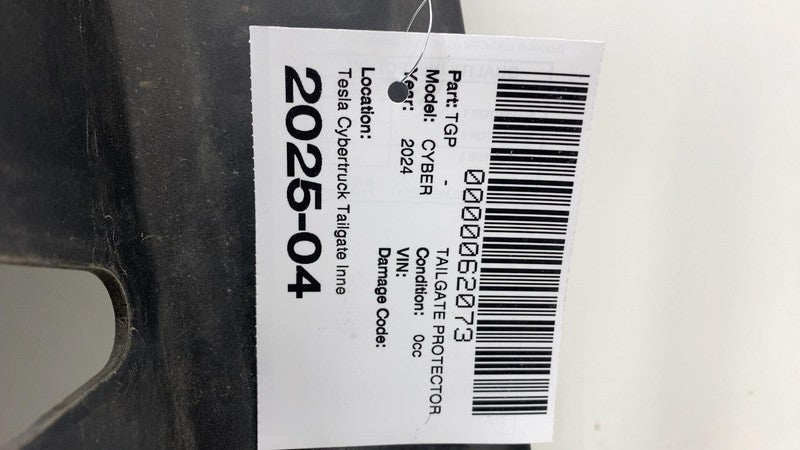 0000062073
Part: TGP - TAILGATE PROTECTOR
Model: CYBER Condition: 0cc
Year: 2024 VIN:
Damage Code:
Location:
Tesla Cybertruck Tailgate Inne
2025-04